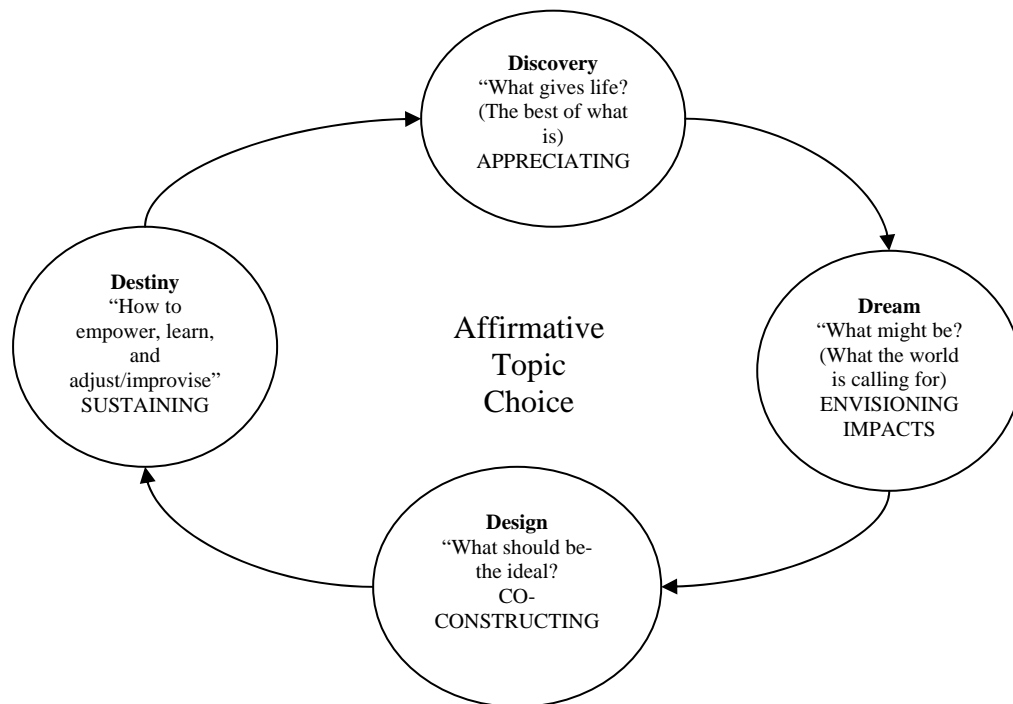 Discovery
“What gives life?
(The best of what
is)
APPRECIATING
Dream
“What might be?
(What the world
is calling for)
ENVISIONING
IMPACTS
Design
“What should be-
the ideal?
CO-
CONSTRUCTING
Destiny
“How to
empower, learn,
and
adjust/improvise”
SUSTAINING
Affirmative
Topic
Choice